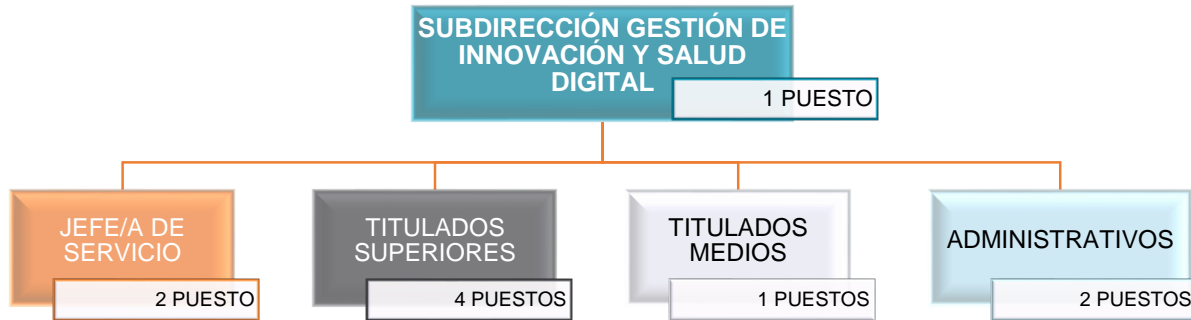 SUBDIRECCIÓN GESTIÓN DE
INNOVACIÓN Y SALUD
DIGITAL
1 PUESTO
JEFE/A DE
SERVICIO
2 PUESTO
TITULADOS
SUPERIORES
4 PUESTOS
TITULADOS
MEDIOS
1 PUESTOS
ADMINISTRATIVOS
2 PUESTOS